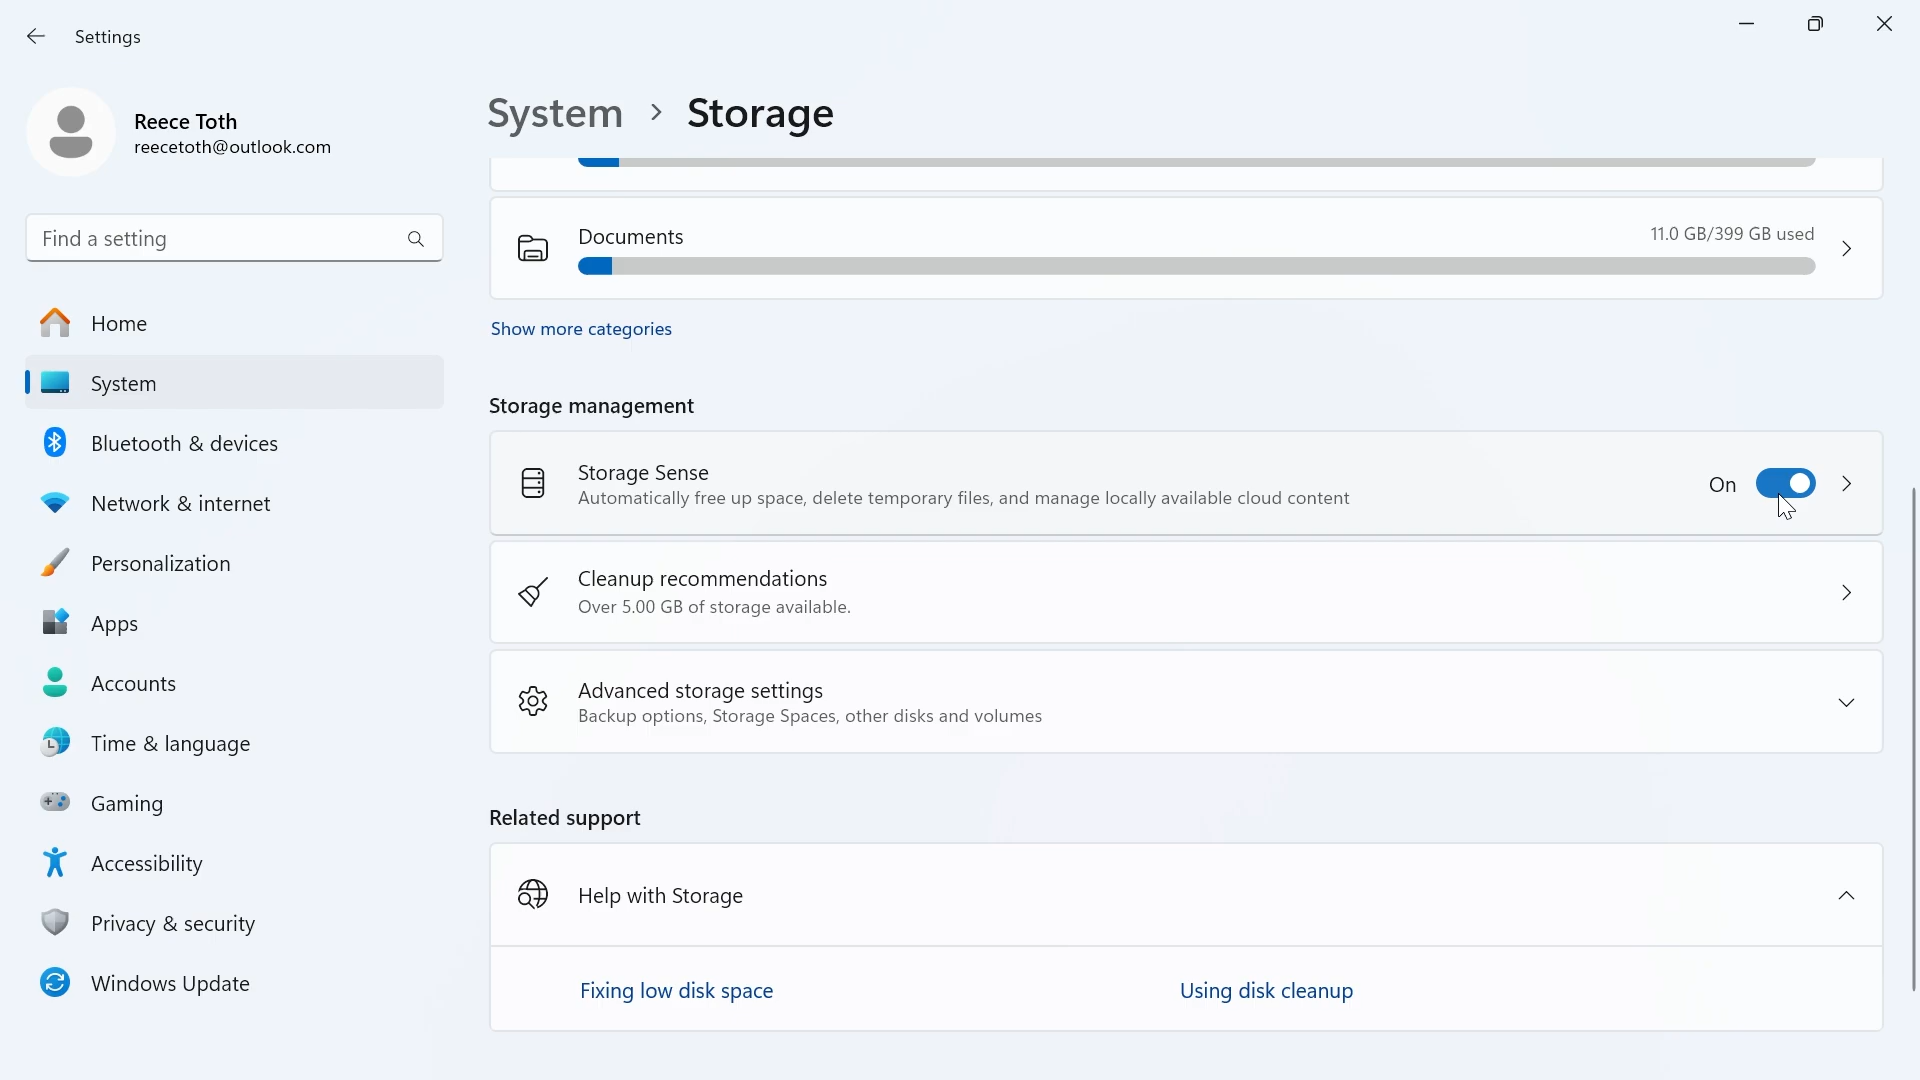 Settings
Reece Toth
reecetoth@outlook.com
Find a setting
Home
System
Bluetooth & devices
Network & internet
Personalization
Apps
Accounts
Time & language
Gaming
Accessibility
Privacy & security
Windows Update
System > Storage
Documents
11.0 GB/399 GB used
Show more categories
Storage management
Storage Sense
Automatically free up space, delete temporary files, and manage locally available cloud content
On
Cleanup recommendations
Over 5.00 GB of storage available.
Advanced storage settings
Backup options, Storage Spaces, other disks and volumes
Related support
Help with Storage
Fixing low disk space
Using disk cleanup